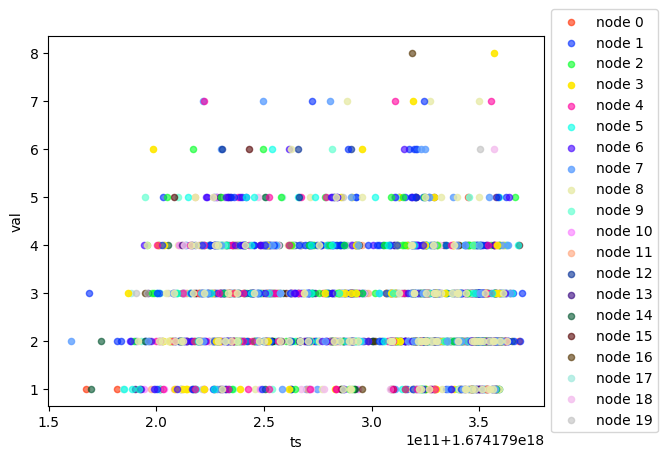 8
7
6
5
4
3
2
1
val
1.5
2.0
2.5
3.0
3.5
ts
1e11+1.674179e18
node 0
node 1
node 2
node 3
node 4
node 5
node 6
node 7
node 8
node 9
node 10
node 11
node 12
node 13
node 14
node 15
node 16
node 17
node 18
node 19